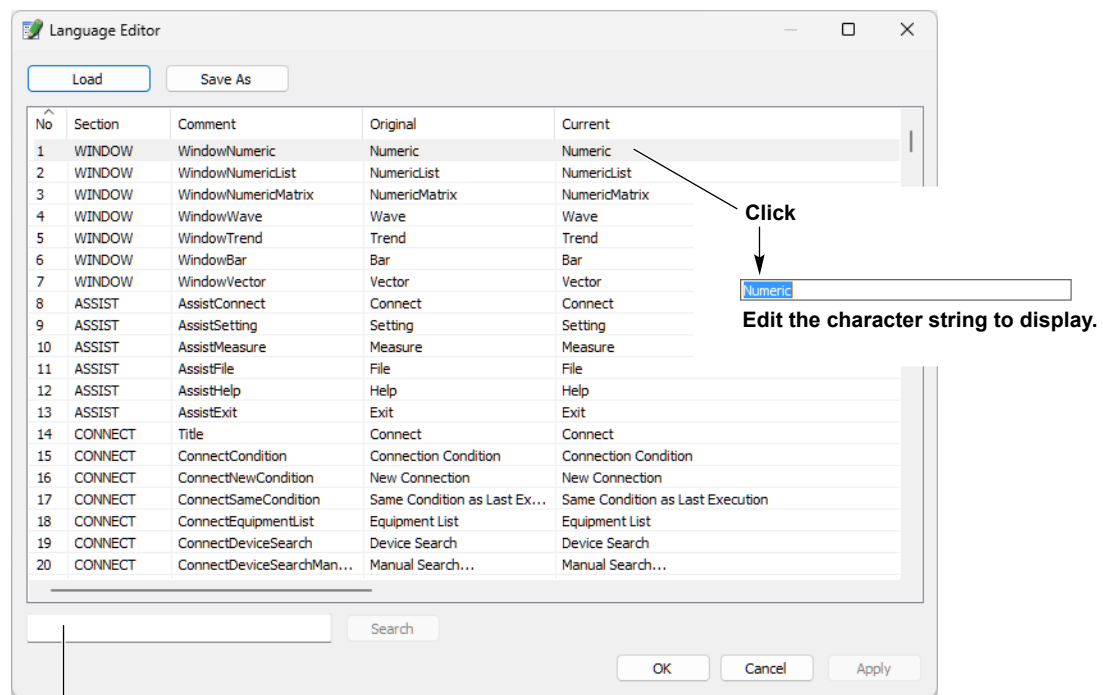 Language Editor
Load Save As
No Section Comment Original Current
1 WINDOW WindowNumeric Numeric Numeric
2 WINDOW WindowNumericList NumericList NumericList
3 WINDOW WindowNumericMatrix NumericMatrix NumericMatrix
4 WINDOW WindowWave Wave Wave
Click
5 WINDOW WindowTrend Trend Trend
6 WINDOW WindowBar Bar Bar
7 WINDOW WindowVector Vector Vector
Numeric
8 ASSIST AssistConnect Connect Connect
9 ASSIST AssistSetting Setting Setting
Edit the character string to display.
10 ASSIST AssistMeasure Measure Measure
11 ASSIST AssistFile File File
12 ASSIST AssistHelp Help Help
13 ASSIST AssistExit Exit Exit
14 CONNECT Title Connect Connect
15 CONNECT ConnectCondition Connection Condition Connection Condition
16 CONNECT ConnectNewCondition New Connection New Connection
17 CONNECT ConnectSameCondition Same Condition as Last Ex... Same Condition as Last Execution
18 CONNECT ConnectEquipmentList Equipment List Equipment List
19 CONNECT ConnectDeviceSearch Device Search Device Search
20 CONNECT ConnectDeviceSearchMan... Manual Search... Manual Search...
Search
OK Cancel Apply